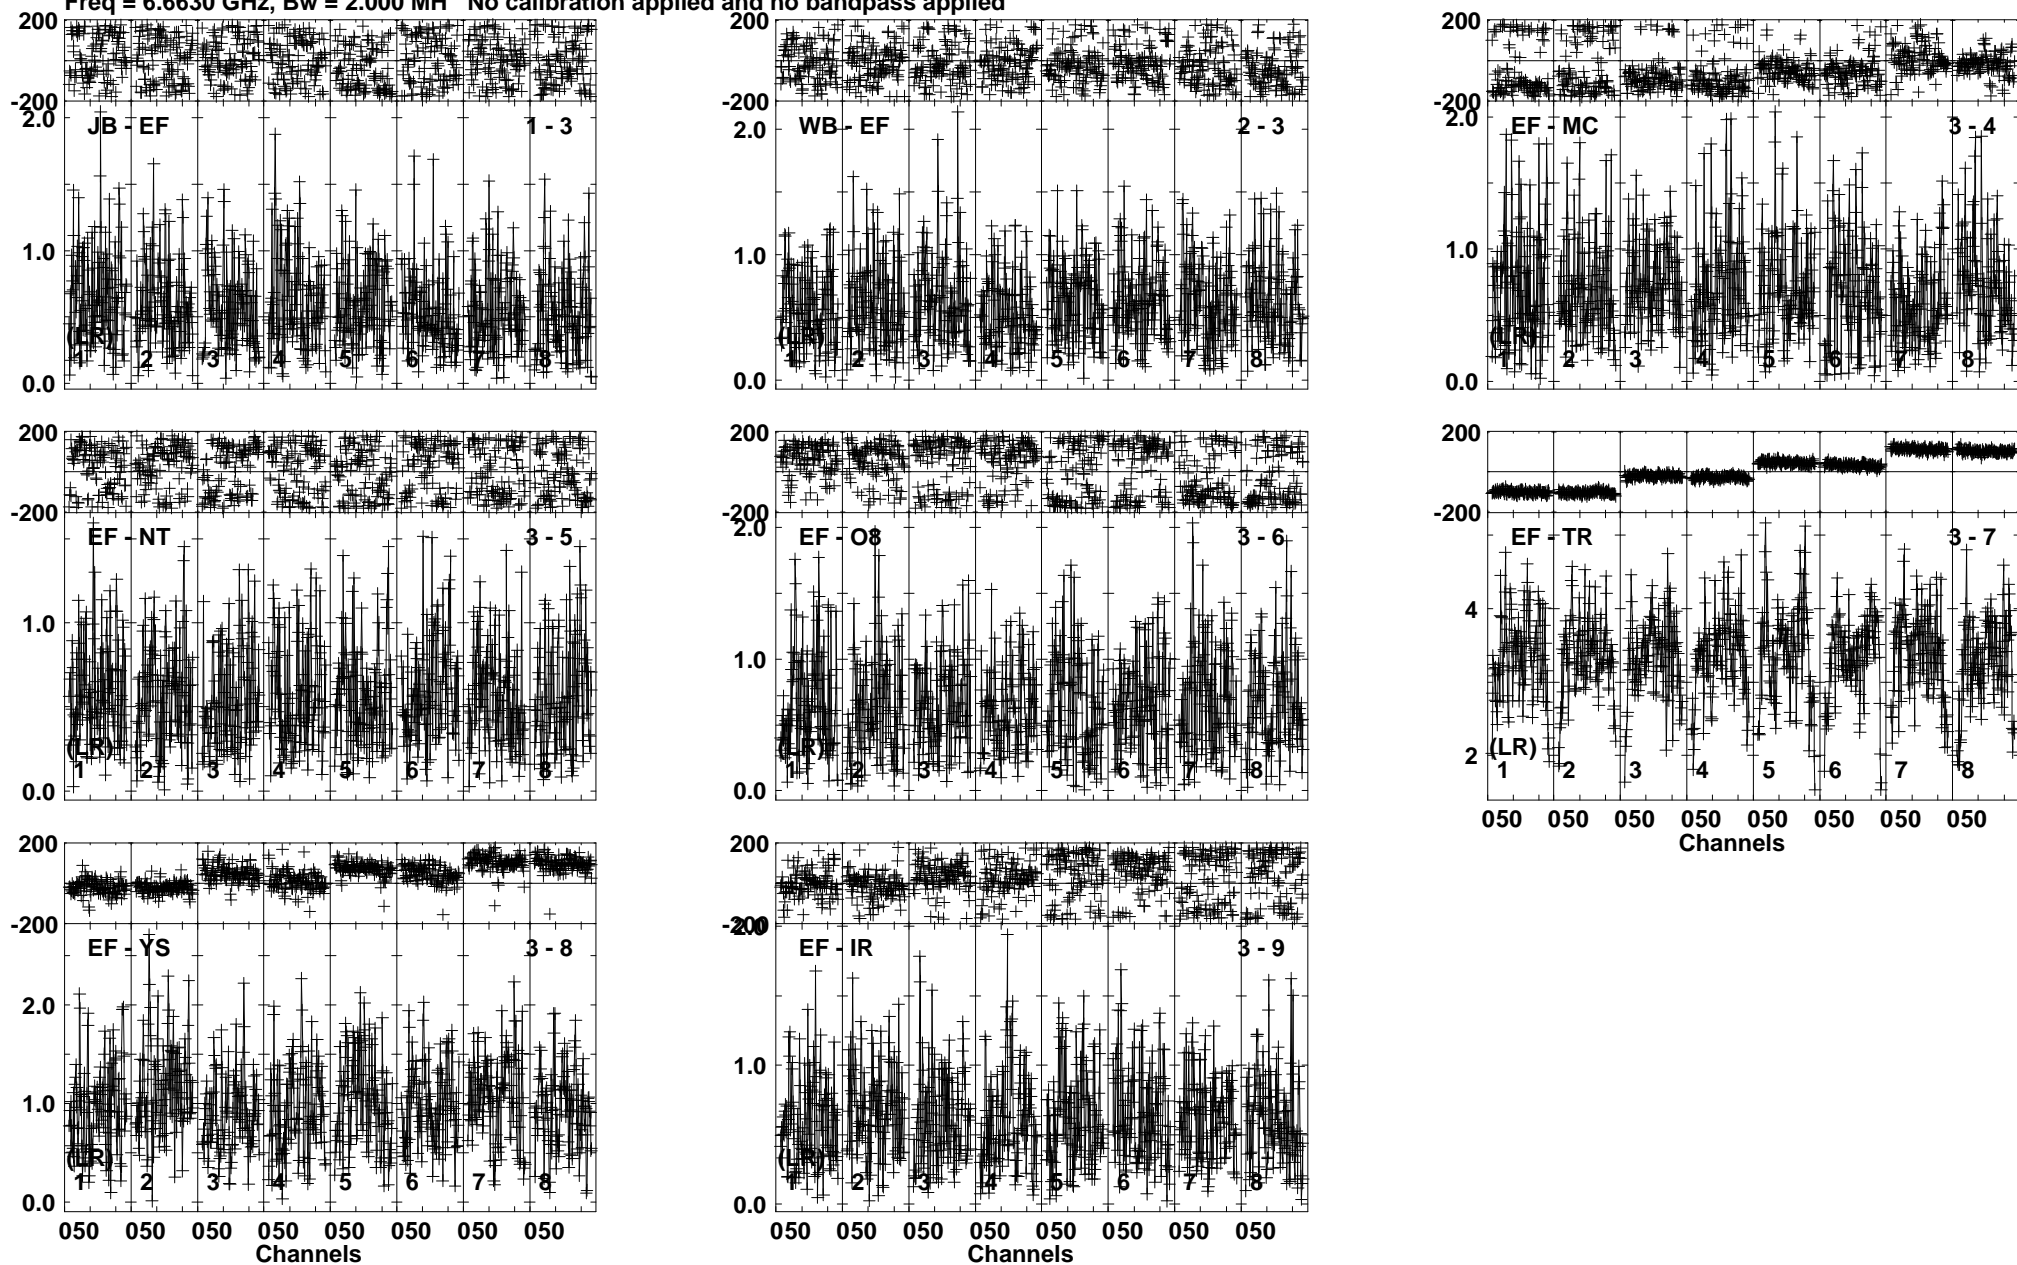 Freq = 6.6630 GHz, Bw = 2.000 MH No calibration applied and no bandpass applied
200
-200
2.0
1.0
0.0
JB - EF
1 - 3
(LR)
1 2 3 4 5 6 7 8
200
-200
2.0
1.0
0.0
WB - EF
2 - 3
(LR)
1 2 3 4 5 6 7 8
200
-200
2.0
1.0
0.0
EF - MC
3 - 4
(LR)
1 2 3 4 5 6 7 8
200
-200
1.0
0.0
EF - NT
3 - 5
(LR)
1 2 3 4 5 6 7 8
200
-200
2.0
1.0
0.0
EF - O8
3 - 6
(LR)
1 2 3 4 5 6 7 8
200
-200
4
2
EF - TR
3 - 7
(LR)
1 2 3 4 5 6 7 8
050 050 050 050 050 050 050 050
Channels
200
-200
2.0
1.0
0.0
EF - YS
3 - 8
(LR)
1 2 3 4 5 6 7 8
050 050 050 050 050 050 050 050
Channels
200
-200
2.0
1.0
0.0
EF - IR
3 - 9
(LR)
1 2 3 4 5 6 7 8
050 050 050 050 050 050 050 050
Channels